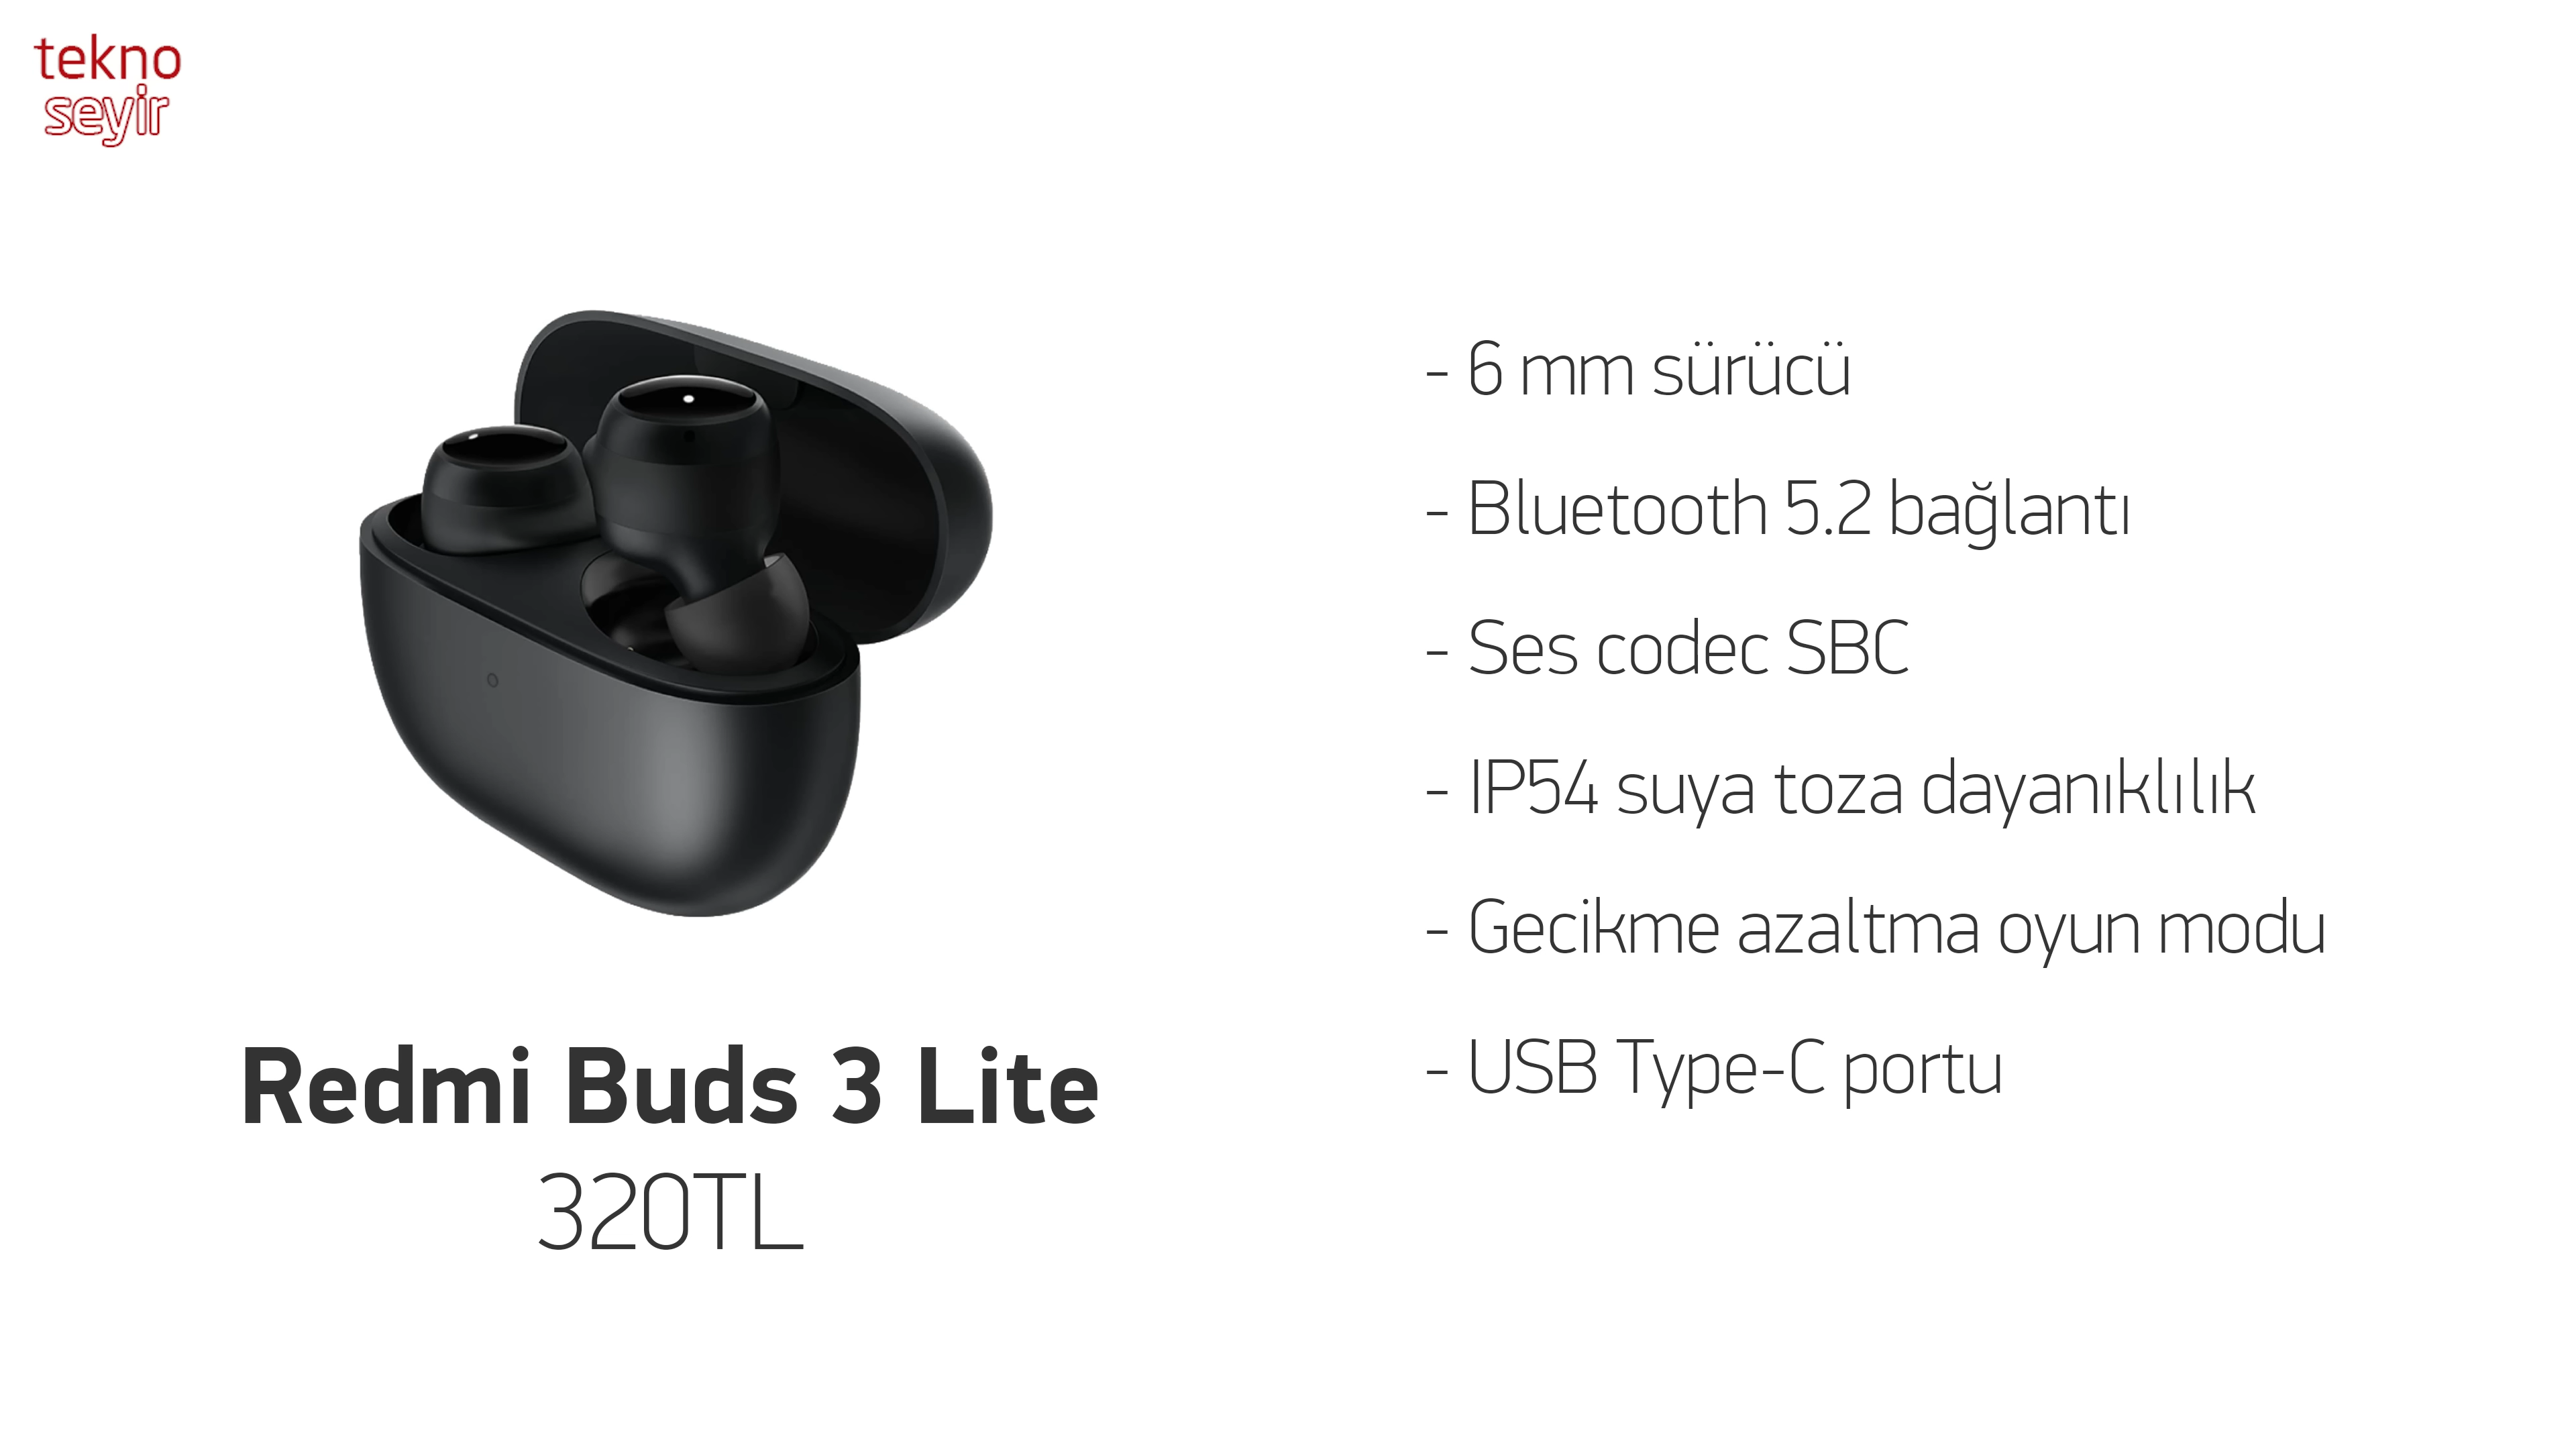 tekno
seyir
- 6 mm sürücü
- Bluetooth 5.2 bağlantı
- Ses codec SBC
- IP54 suya toza dayanıklılık
- Gecikme azaltma oyun modu
- USB Type-C portu
Redmi Buds 3 Lite
320TL